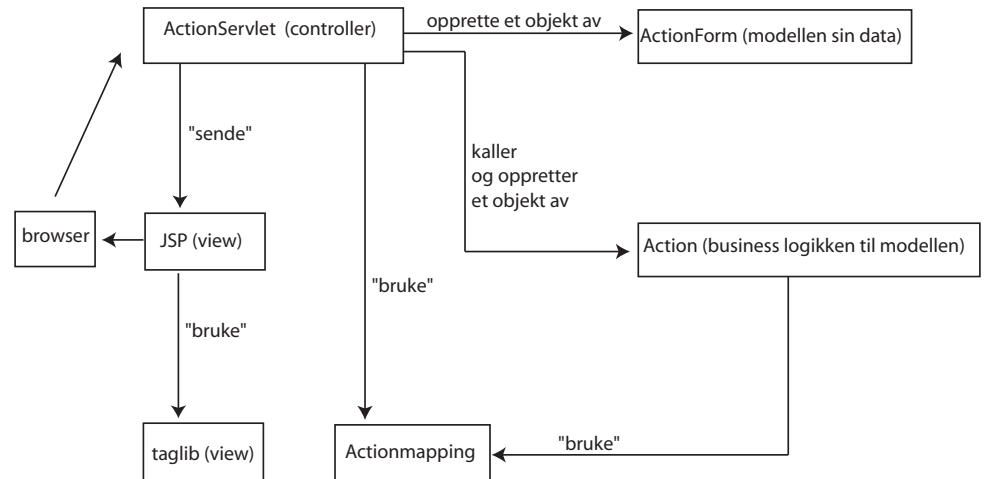 ActionServlet (controller)
opprette et objekt av
ActionForm (modellen sin data)
"sende"
kaller
og oppretter
et objekt av
browser
JSP (view)
Action (business logikken til modellen)
"bruke"
"bruke"
taglib (view)
Actionmapping
"bruke"